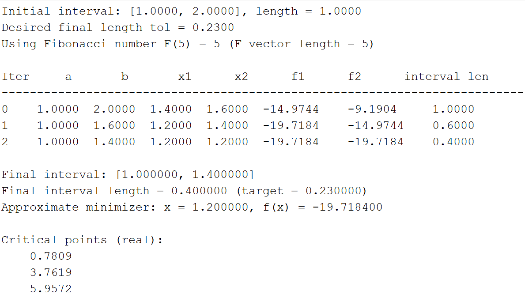 Initial interval: [1.0000, 2.0000], length = 1.0000
Desired final length tol = 0.2300
Using Fibonacci number F(5) = 5 (F vector length = 5)
Iter a b x1 x2 f1 f2 interval len
--------------------------------------------------------------------------------
0 1.0000 2.0000 1.4000 1.6000 -14.9744 -9.1904 1.0000
1 1.0000 1.6000 1.2000 1.4000 -19.7184 -14.9744 0.6000
2 1.0000 1.4000 1.2000 1.2000 -19.7184 -19.7184 0.4000
Final interval: [1.000000, 1.400000]
Final interval length = 0.400000 (target = 0.230000)
Approximate minimizer: x = 1.200000, f(x) = -19.718400
Critical points (real):
0.7809
3.7619
5.9572